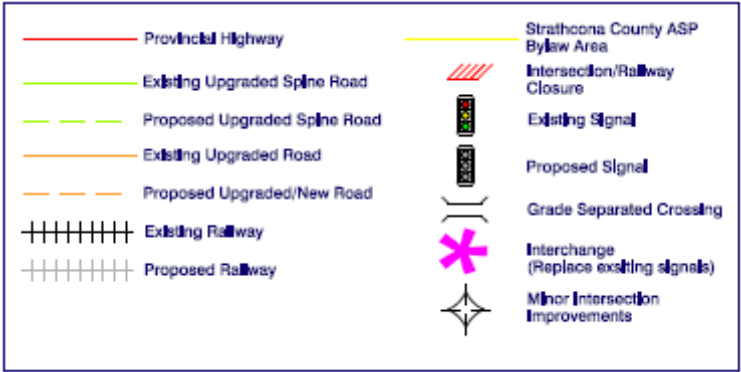 Provincial Highway
Existing Upgraded Spine Road
Proposed Upgraded Spine Road
Existing Upgraded Road
Proposed Upgraded/New Road
Existing Railway
Proposed Railway
Strathcona County ASP
Bylaw Area
Intersection/Railway
Closure
Existing Signal
Proposed Signal
Grade Separated Crossing
Interchange
(Replace exsiting signals)
Minor Intersection
Improvements